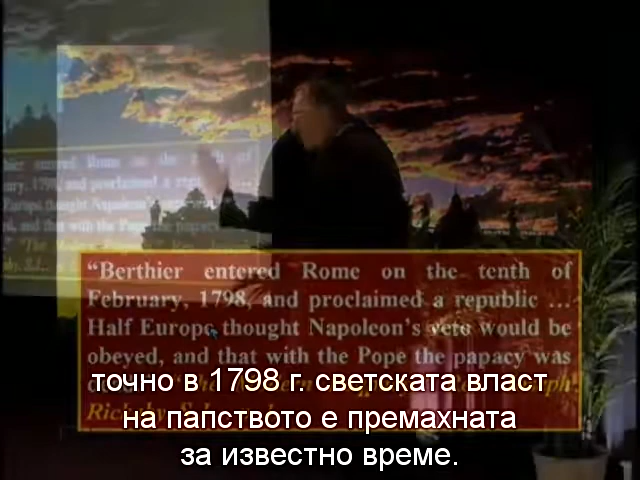 “Berthier entered Rome on the tenth of
February, 1798, and proclaimed a republic ...
Half Europe thought Napoleon’s veto would be
obeyed, and that with the Pope the papacy was
точно в 1798 г. светската власт
на папството е премахната
за известно време.